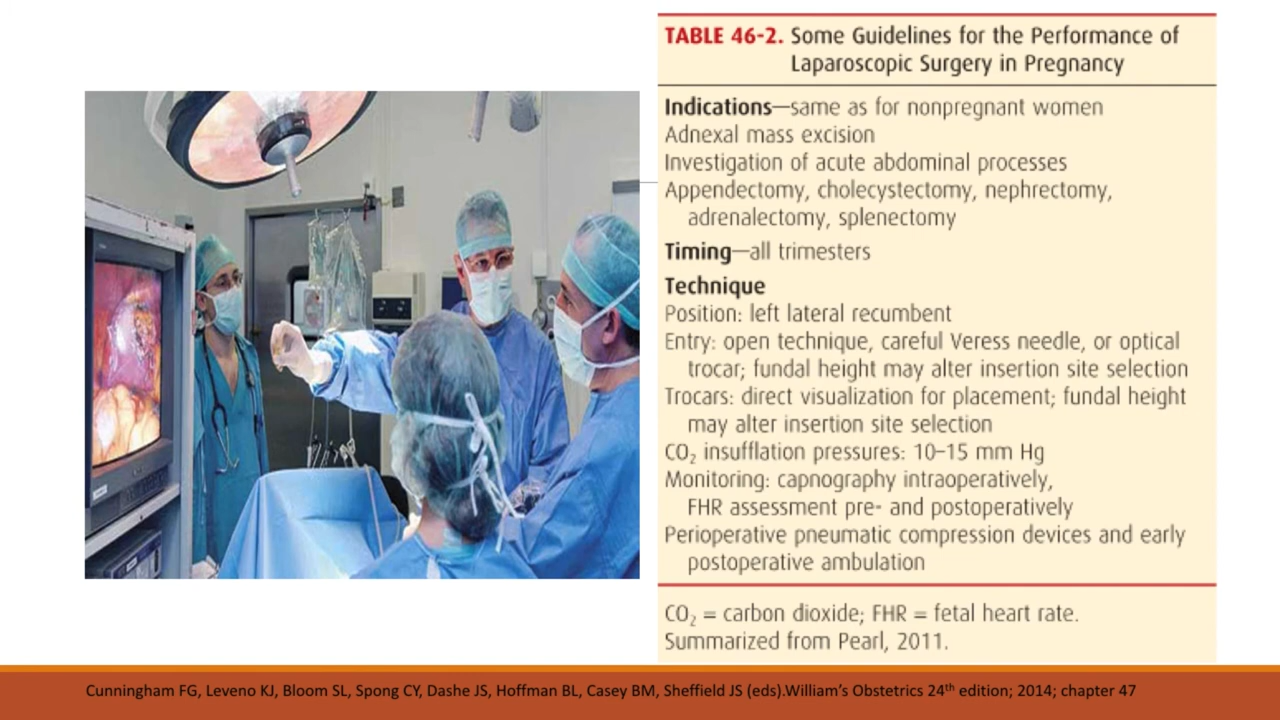 TABLE 46-2. Some Guidelines for the Performance of
Laparoscopic Surgery in Pregnancy
Indications—same as for nonpregnant women
Adnexal mass excision
Investigation of acute abdominal processes
Appendectomy, cholecystectomy, nephrectomy,
adrenalectomy, splenectomy
Timing—all trimesters
Technique
Position: left lateral recumbent
Entry: open technique, careful Veress needle, or optical
trocar; fundal height may alter insertion site selection
Trocars: direct visualization for placement; fundal height
may alter insertion site selection
CO₂ insufflation pressures: 10–15 mm Hg
Monitoring: capnography intraoperatively,
FHR assessment pre- and postoperatively
Perioperative pneumatic compression devices and early
postoperative ambulation
CO₂ = carbon dioxide; FHR = fetal heart rate.
Summarized from Pearl, 2011.
Cunningham FG, Leveno KJ, Bloom SL, Spong CY, Dashe JS, Hoffman BL, Casey BM, Sheffield JS (eds).William’s Obstetrics 24th edition; 2014; chapter 47